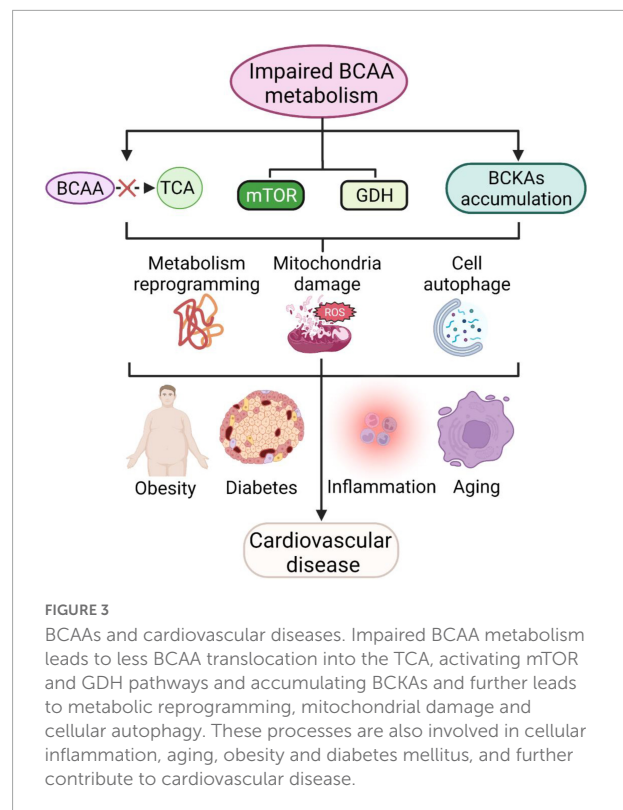 Impaired BCAA
metabolism
BCAA
TCA
mTOR
GDH
BCKAs
accumulation
Metabolism
reprogramming
Mitochondria
damage
ROS
Cell
autophage
Obesity
Diabetes
Inflammation
Aging
Cardiovascular
disease
FIGURE 3
BCAAs and cardiovascular diseases. Impaired BCAA metabolism
leads to less BCAA translocation into the TCA, activating mTOR
and GDH pathways and accumulating BCKAs and further leads
to metabolic reprogramming, mitochondrial damage and
cellular autophagy. These processes are also involved in cellular
inflammation, aging, obesity and diabetes mellitus, and further
contribute to cardiovascular disease.